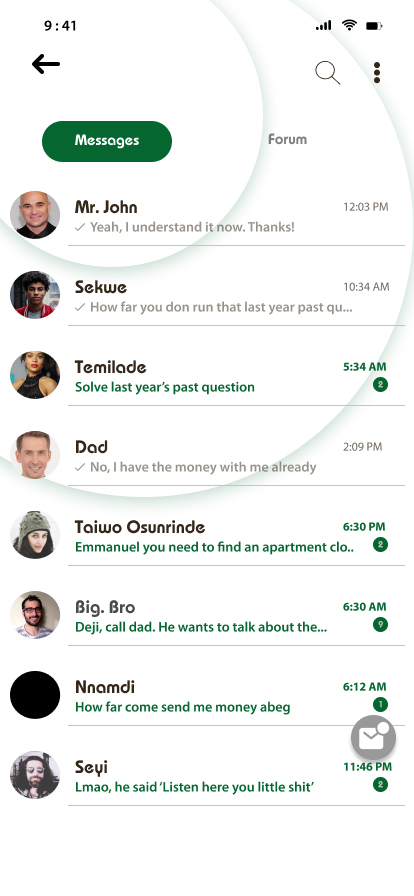 9 : 41
Messages
Forum
Mr. John
12:03 PM
Yeah, I understand it now. Thanks!
Sekwe
10:34 AM
How far you don run that last year past qu...
Temilade
5:34 AM
Solve last year's past question
2
Dad
2:09 PM
No, I have the money with me already
Taiwo Osunrinde
6:30 PM
Emmanuel you need to find an apartment clo..
2
Big. Bro
6:30 AM
Deji, call dad. He wants to talk about the...
9
Nnamdi
6:12 AM
How far come send me money abeg
1
Seyi
11:46 PM
Lmao, he said ‘Listen here you little shit’
2